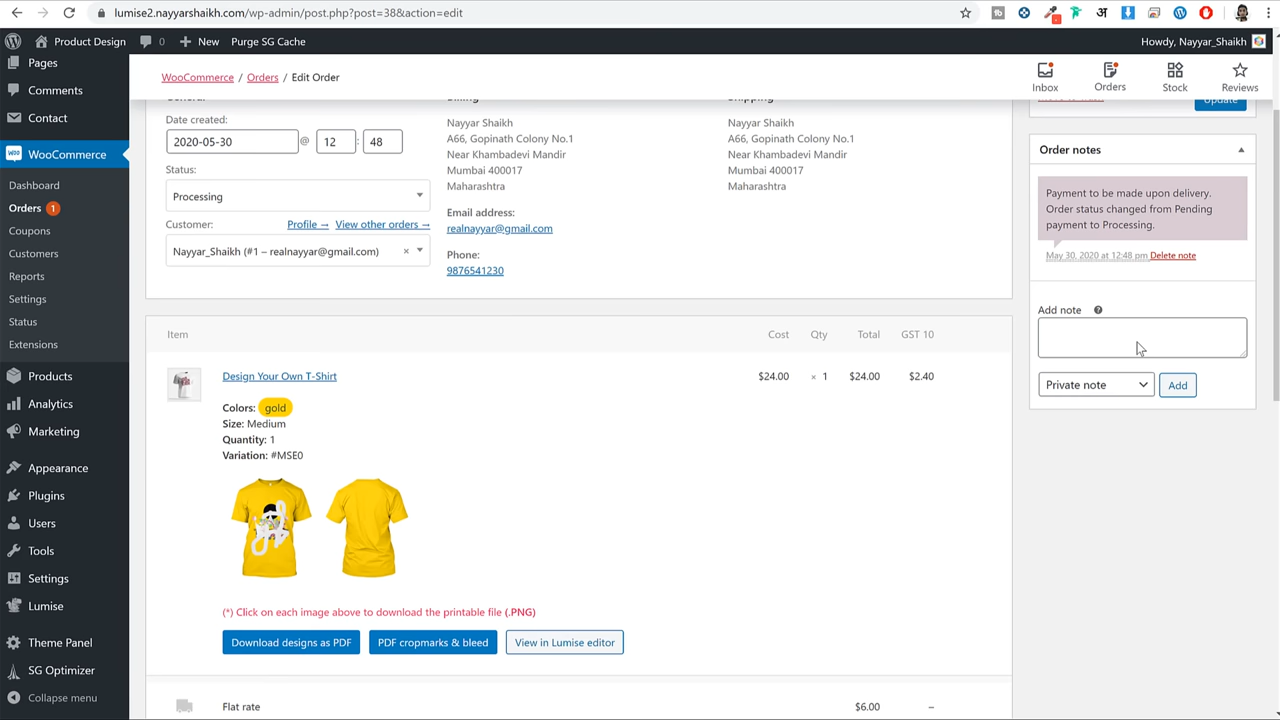 lumise2.nayyarshaikh.com/wp-admin/post.php?post=38&action=edit
Product Design
0
New
Purge SG Cache
Howdy, Nayyar_Shaikh
Pages
Comments
Contact
WooCommerce
Dashboard
Orders 1
Coupons
Customers
Reports
Settings
Status
Extensions
Products
Analytics
Marketing
Appearance
Plugins
Users
Tools
Settings
Lumise
Theme Panel
SG Optimizer
Collapse menu
WooCommerce / Orders / Edit Order
Inbox
Orders
Stock
Reviews
Date created:
2020-05-30 @ 12 : 48
Status:
Processing
Customer: Profile → View other orders →
Nayyar_Shaikh (#1 – realnayyar@gmail.com) ×
Billing
Nayyar Shaikh
A66, Gopinath Colony No.1
Near Khambadevi Mandir
Mumbai 400017
Maharashtra
Email address:
realnayyar@gmail.com
Phone:
9876541230
Shipping
Nayyar Shaikh
A66, Gopinath Colony No.1
Near Khambadevi Mandir
Mumbai 400017
Maharashtra
Item Cost Qty Total GST 10
Design Your Own T-Shirt $24.00 × 1 $24.00 $2.40
Colors: gold
Size: Medium
Quantity: 1
Variation: #MSE0
(*) Click on each image above to download the printable file (.PNG)
Download designs as PDF
PDF cropmarks & bleed
View in Lumise editor
Flat rate $6.00 –
Update
Order notes
Payment to be made upon delivery.
Order status changed from Pending
payment to Processing.
May 30, 2020 at 12:48 pm Delete note
Add note
Private note
Add